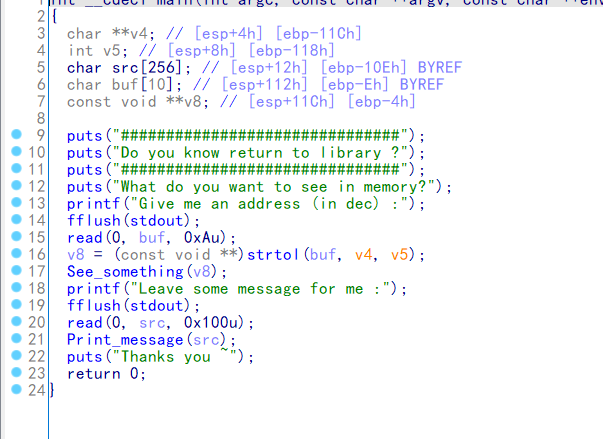 1 int __cdecl main(int argc, const char **argv, const char **env
2 {
3 char **v4; // [esp+4h] [ebp-11Ch]
4 int v5; // [esp+8h] [ebp-118h]
5 char src[256]; // [esp+12h] [ebp-10Eh] BYREF
6 char buf[10]; // [esp+112h] [ebp-Eh] BYREF
7 const void **v8; // [esp+11Ch] [ebp-4h]
8
9 puts("###############################");
10 puts("Do you know return to library ?");
11 puts("###############################");
12 puts("What do you want to see in memory?");
13 printf("Give me an address (in dec) :");
14 fflush(stdout);
15 read(0, buf, 0xAu);
16 v8 = (const void **)strtol(buf, v4, v5);
17 See_something(v8);
18 printf("Leave some message for me :");
19 fflush(stdout);
20 read(0, src, 0x100u);
21 Print_message(src);
22 puts("Thanks you ~");
23 return 0;
24 }